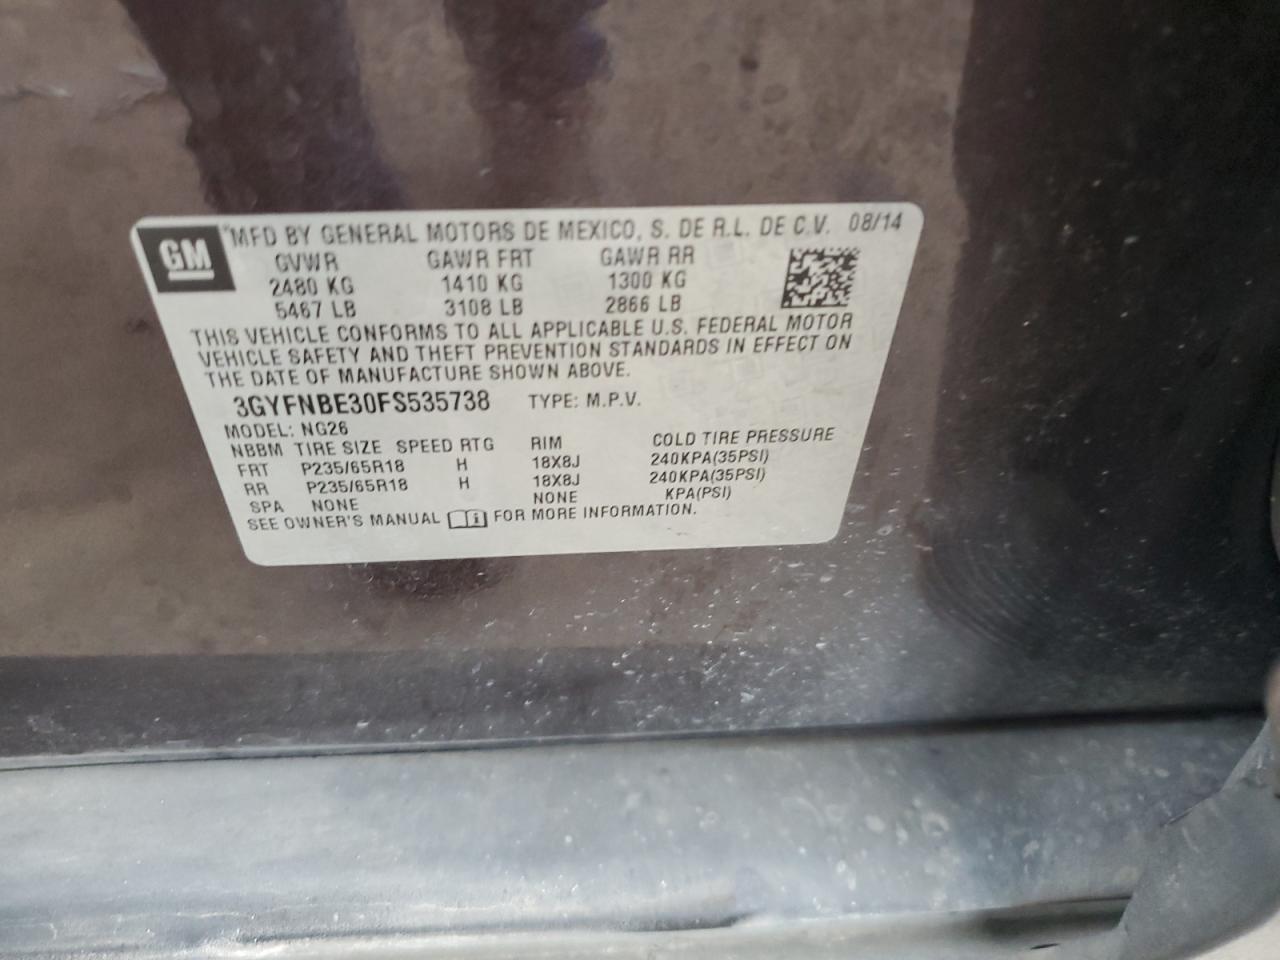 GM
MFD BY GENERAL MOTORS DE MEXICO, S. DE R.L. DE C.V. 08/14
GVWR GAWR FRT GAWR RR
2480 KG 1410 KG 1300 KG
5467 LB 3108 LB 2866 LB
THIS VEHICLE CONFORMS TO ALL APPLICABLE U.S. FEDERAL MOTOR
VEHICLE SAFETY AND THEFT PREVENTION STANDARDS IN EFFECT ON
THE DATE OF MANUFACTURE SHOWN ABOVE.
3GYFNBE30FS535738 TYPE: M.P.V.
MODEL: NG26
NBBM TIRE SIZE SPEED RTG RIM COLD TIRE PRESSURE
FRT P235/65R18 H 18X8J 240KPA(35PSI)
RR P235/65R18 H 18X8J 240KPA(35PSI)
SPA NONE NONE KPA(PSI)
SEE OWNER'S MANUAL FOR MORE INFORMATION.